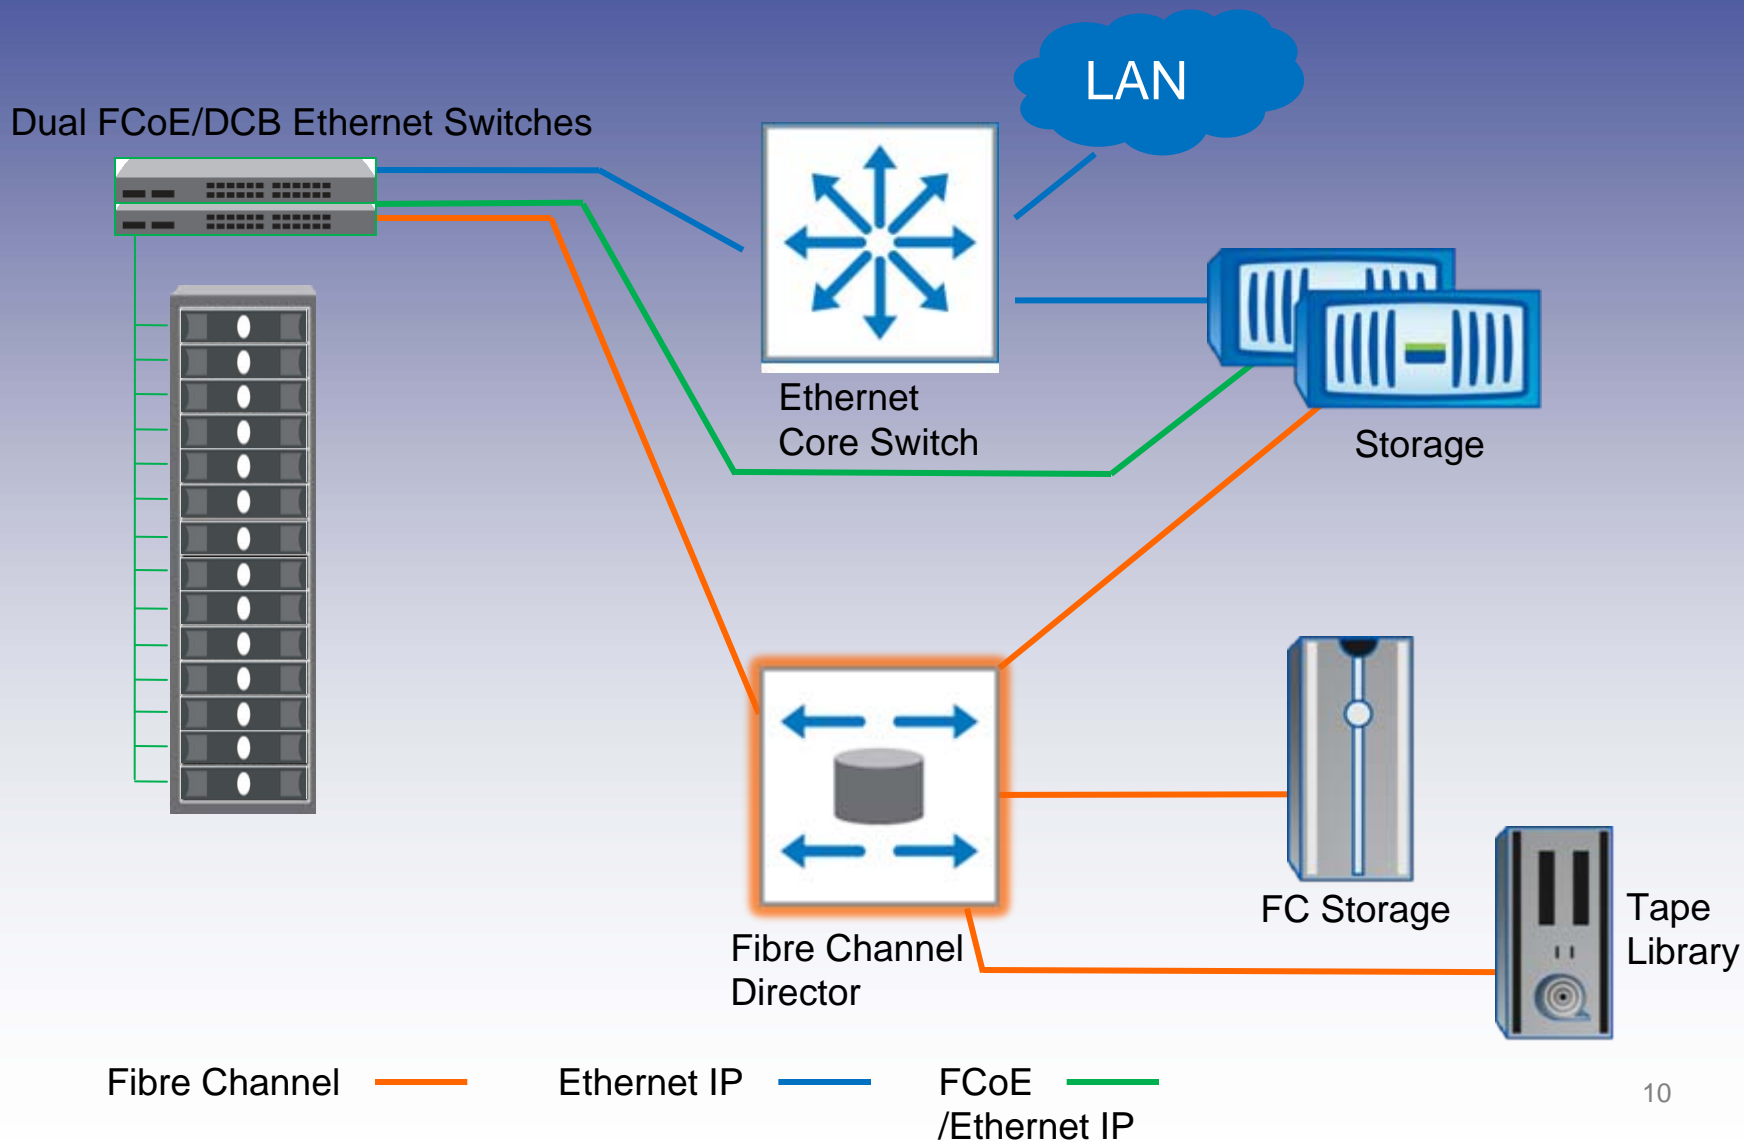 LAN
Dual FCoE/DCB Ethernet Switches
Ethernet
Core Switch
Storage
FC Storage
Tape
Library
Fibre Channel
Director
Fibre Channel
Ethernet IP
FCoE
/Ethernet IP
10